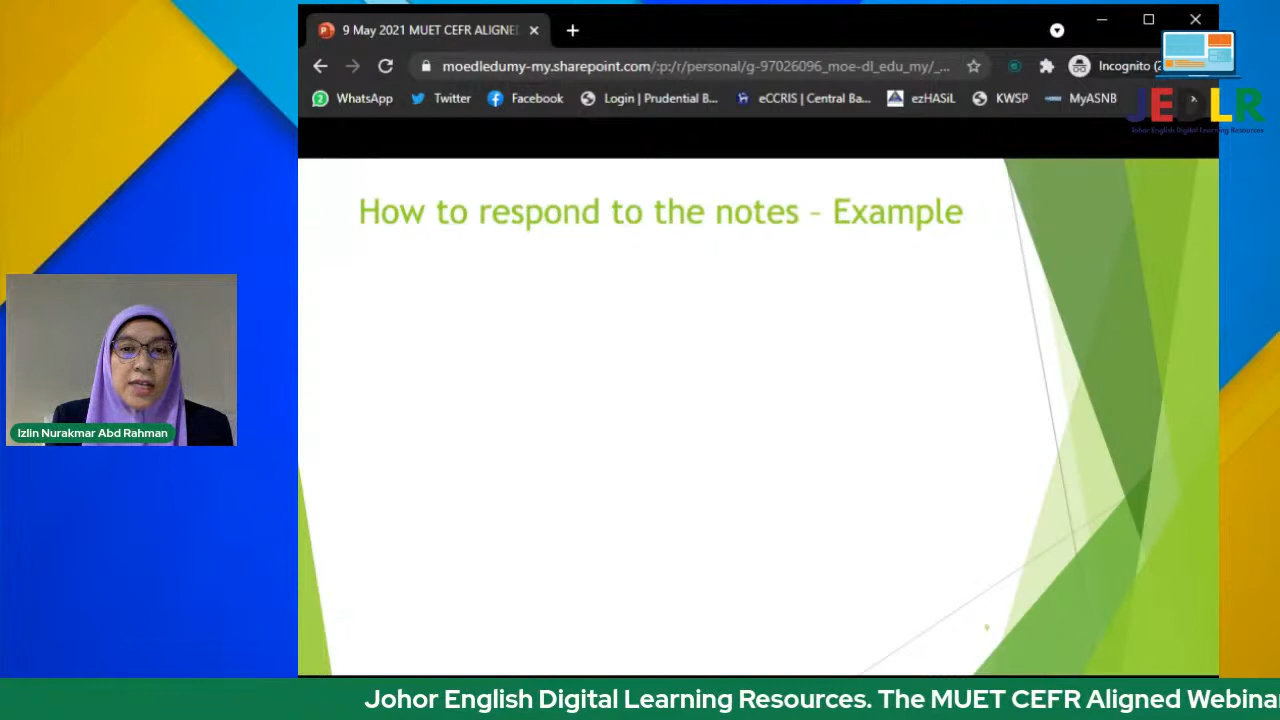 9 May 2021 MUET CEFR ALIGNED
moedledumy-my.sharepoint.com/:p:/r/personal/g-97026096_moe-dl_edu_my/_...
Incognito (2
WhatsApp
Twitter
Facebook
Login | Prudential B...
eCCRIS | Central Ba...
ezHASiL
KWSP
MyASNB
JEDLR
Johor English Digital Learning Resources
How to respond to the notes – Example
Izlin Nurakmar Abd Rahman
Johor English Digital Learning Resources. The MUET CEFR Aligned Webina